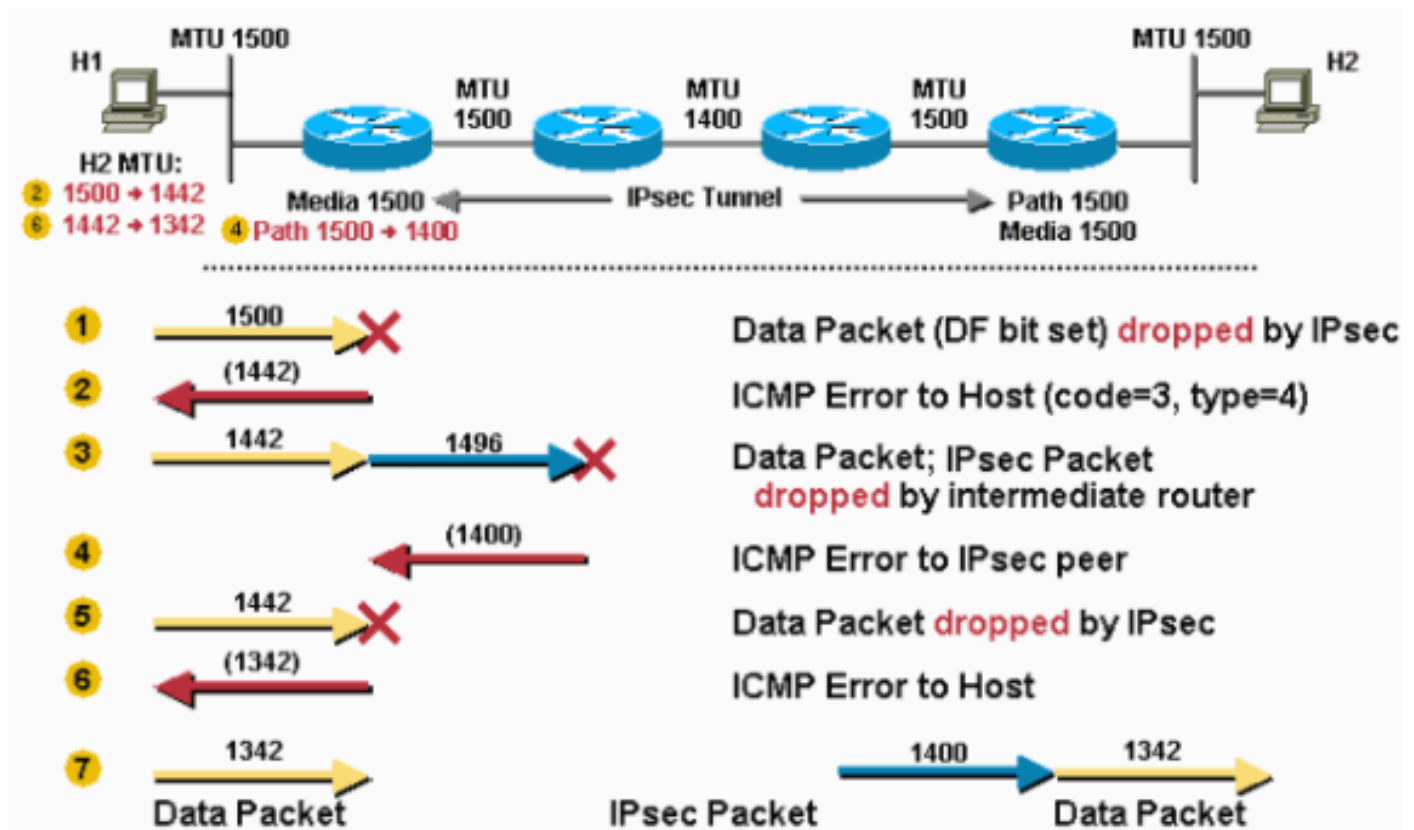 MTU 1500
MTU 1500
H1
H2
MTU
1500
MTU
1400
MTU
1500
H2 MTU:
2 1500 → 1442
6 1442 → 1342
Media 1500
4 Path 1500 → 1400
IPsec Tunnel
Path 1500
Media 1500
1
1500
Data Packet (DF bit set) dropped by IPsec
2
(1442)
ICMP Error to Host (code=3, type=4)
3
1442
1496
Data Packet; IPsec Packet
dropped by intermediate router
4
(1400)
ICMP Error to IPsec peer
5
1442
Data Packet dropped by IPsec
6
(1342)
ICMP Error to Host
7
1342
1400
1342
Data Packet
IPsec Packet
Data Packet